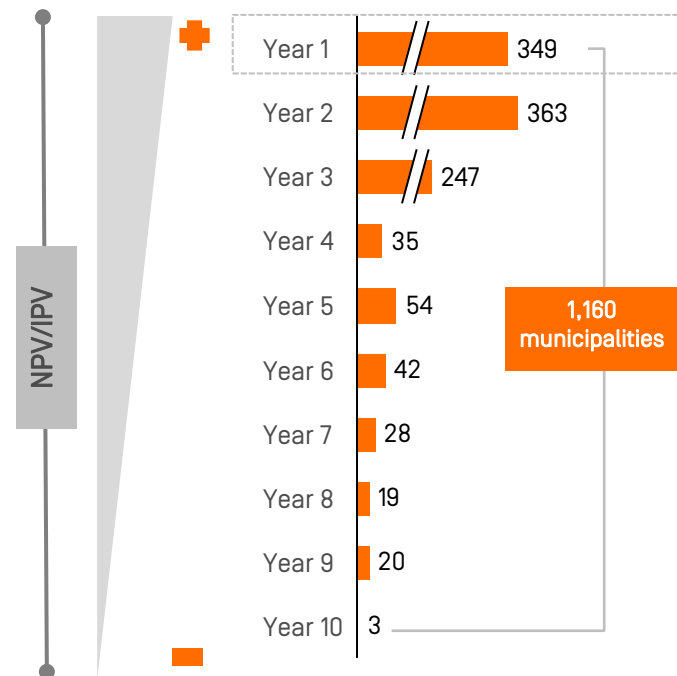 Year 1 349
Year 2 363
Year 3 247
Year 4 35
Year 5 54
Year 6 42
Year 7 28
Year 8 19
Year 9 20
Year 10 3
NPV/IPV
1,160
municipalities